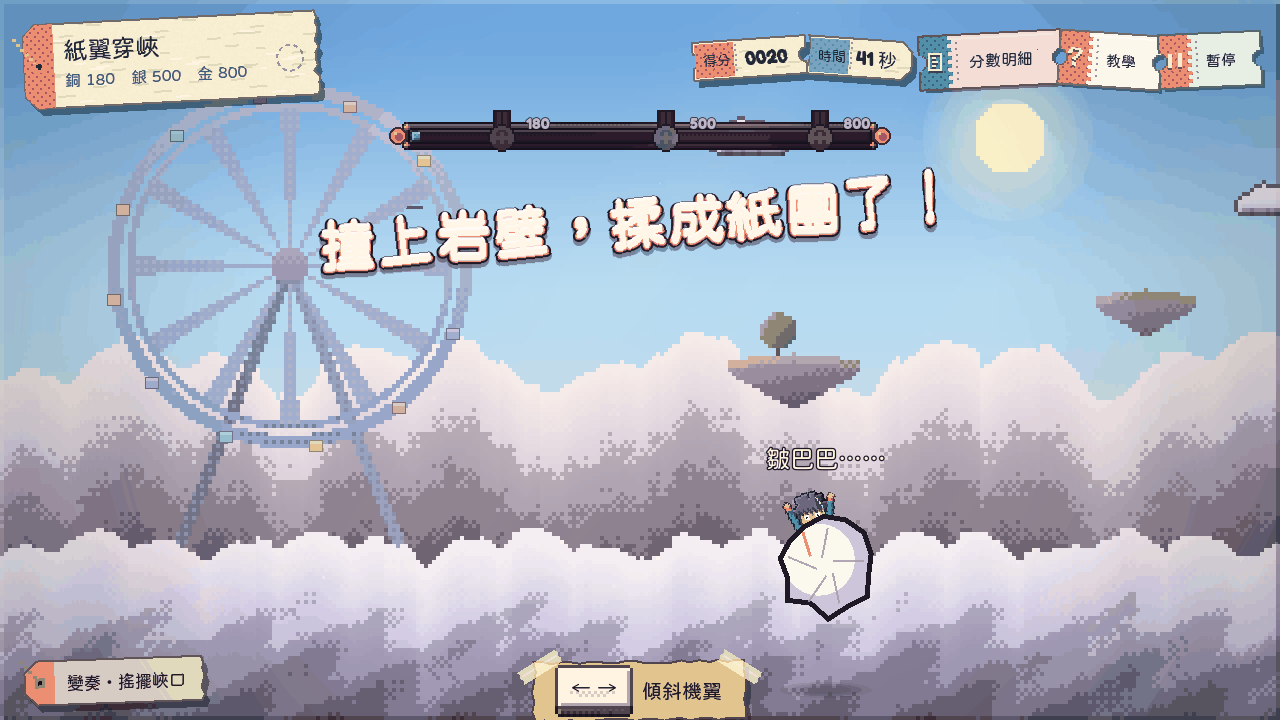 紙翼穿峽
銅 180 銀 500 金 800
得分 0020 時間 41 秒
分數明細
? 教學
暫停
180 500 800
撞上岩壁，揉成紙團了！
皺巴巴⋯⋯
變奏・搖擺峽口
← → 傾斜機翼